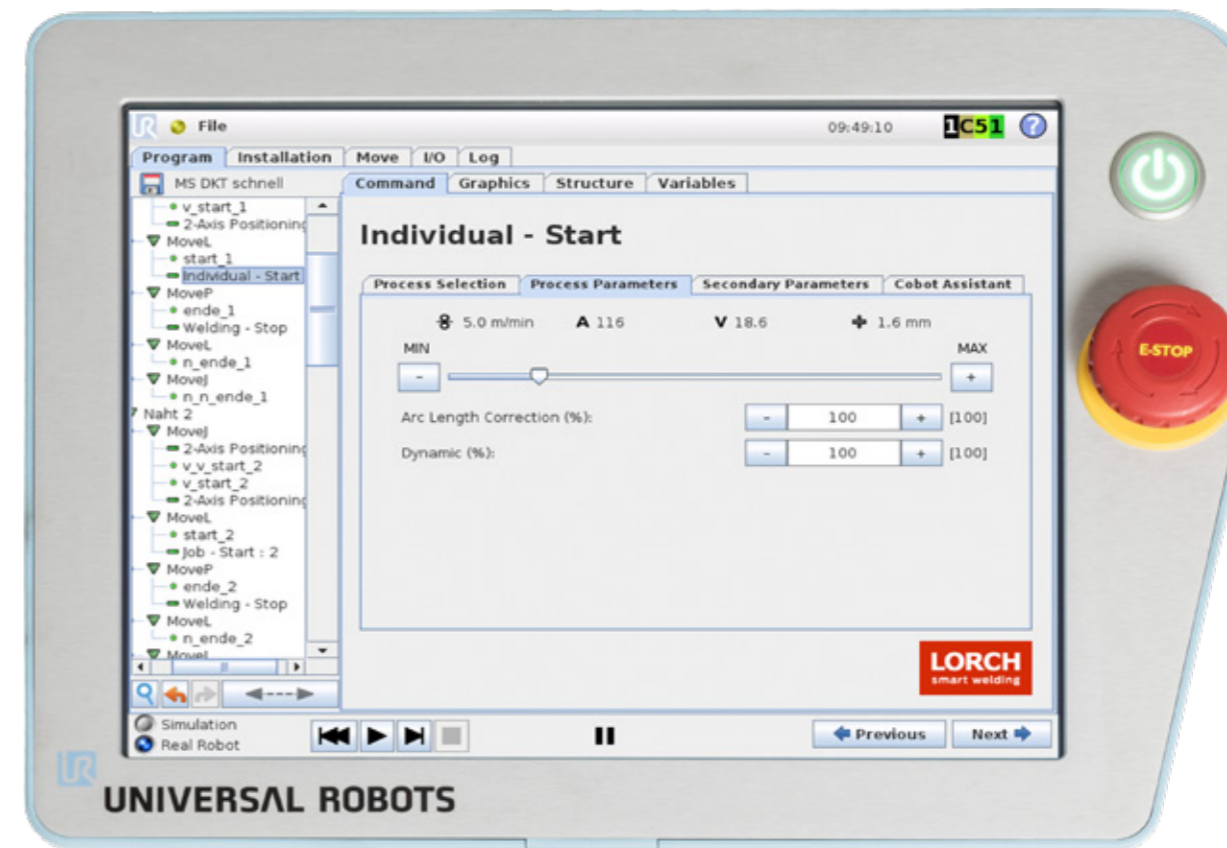 UR File 09:49:10 1C51 ?
Program Installation Move I/O Log
MS DKT schnell
Command Graphics Structure Variables
v_start_1
2-Axis Positioning
MoveL
start_1
Individual - Start
MoveP
ende_1
Welding - Stop
MoveL
n_ende_1
MoveJ
n_n_ende_1
Naht 2
MoveJ
2-Axis Positioning
v_v_start_2
v_start_2
2-Axis Positioning
MoveL
start_2
Job - Start : 2
MoveP
ende_2
Welding - Stop
MoveL
n_ende_2
MoveL
Individual - Start
Process Selection Process Parameters Secondary Parameters Cobot Assistant
5.0 m/min A 116 V 18.6 1.6 mm
MIN MAX
- +
Arc Length Correction (%): - 100 + [100]
Dynamic (%): - 100 + [100]
LORCH
smart welding
Simulation
Real Robot
Previous Next
E-STOP
UR
UNIVERSAL ROBOTS